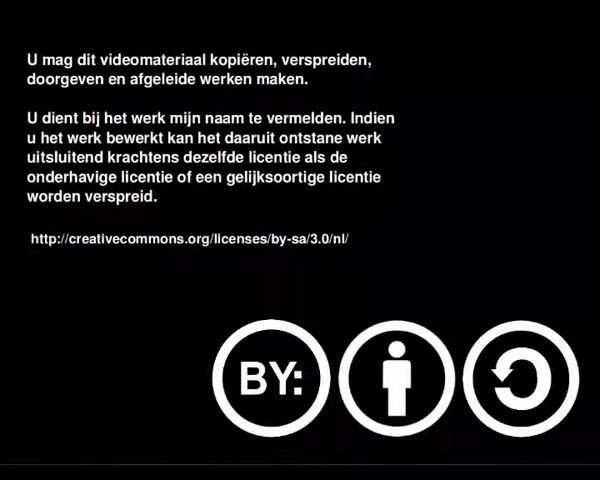 U mag dit videomateriaal kopiëren, verspreiden,
doorgeven en afgeleide werken maken.
U dient bij het werk mijn naam te vermelden. Indien
u het werk bewerkt kan het daaruit ontstane werk
uitsluitend krachtens dezelfde licentie als de
onderhavige licentie of een gelijksoortige licentie
worden verspreid.
http://creativecommons.org/licenses/by-sa/3.0/nl/
BY: